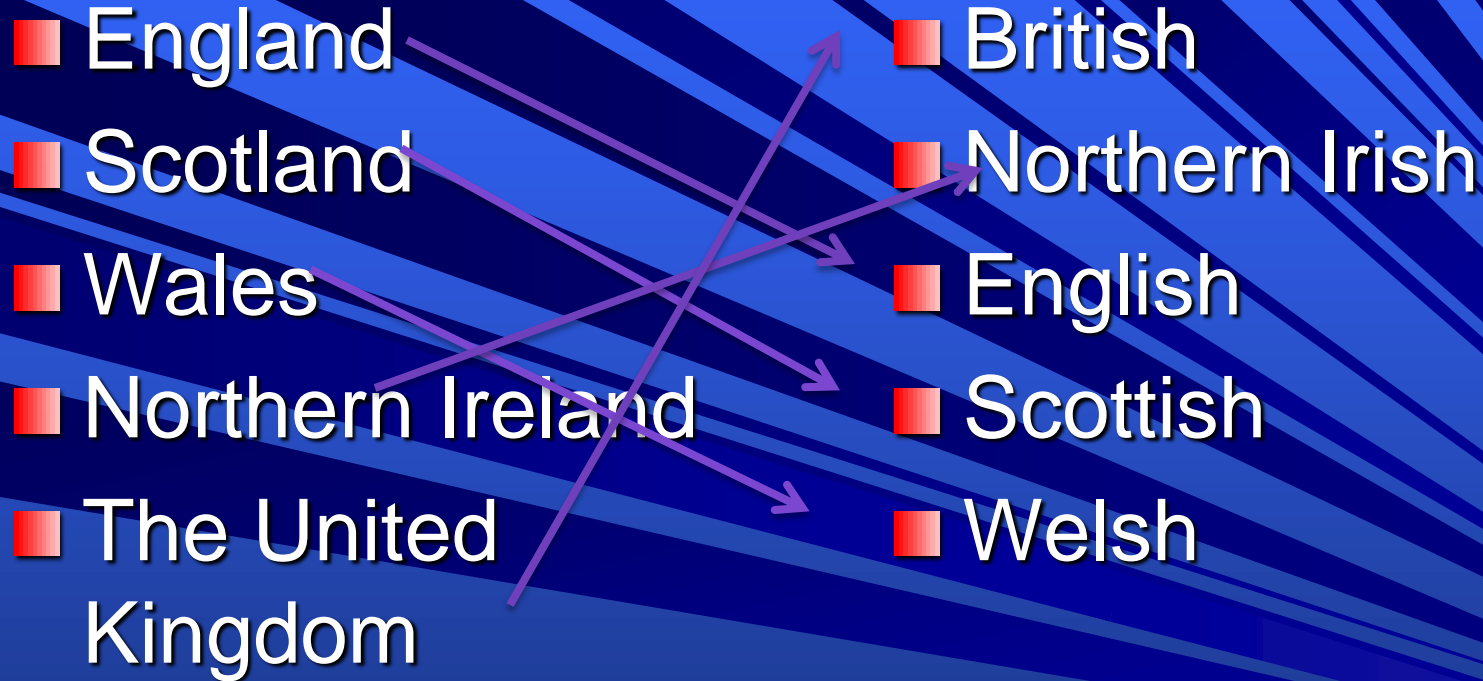 England
Scotland
Wales
Northern Ireland
The United
Kingdom
British
Northern Irish
English
Scottish
Welsh